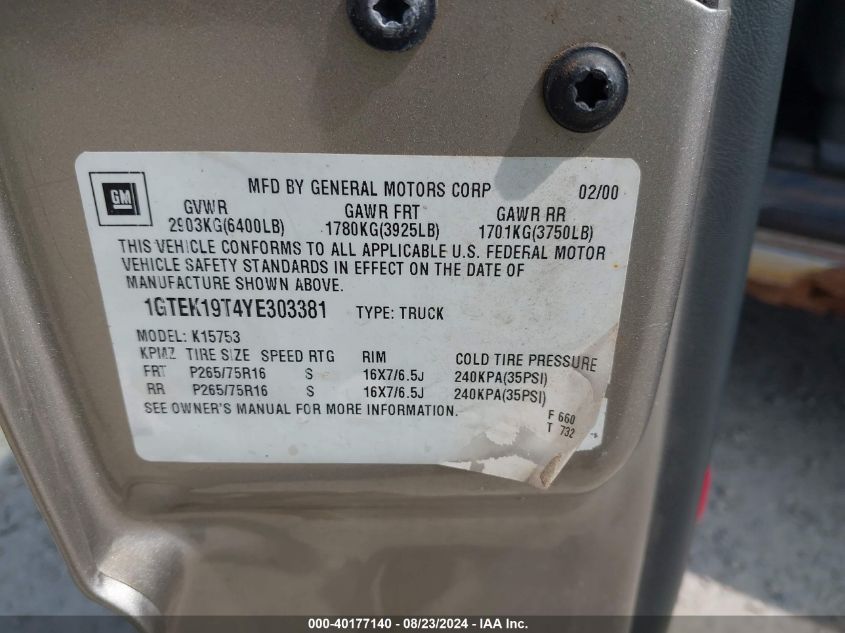 GM
MFD BY GENERAL MOTORS CORP 02/00
GVWR GAWR FRT GAWR RR
2903KG(6400LB) 1780KG(3925LB) 1701KG(3750LB)
THIS VEHICLE CONFORMS TO ALL APPLICABLE U.S. FEDERAL MOTOR
VEHICLE SAFETY STANDARDS IN EFFECT ON THE DATE OF
MANUFACTURE SHOWN ABOVE.
1GTEK19T4YE303381 TYPE: TRUCK
MODEL: K15753
KPMZ TIRE SIZE SPEED RTG RIM COLD TIRE PRESSURE
FRT P265/75R16 S 16X7/6.5J 240KPA(35PSI)
RR P265/75R16 S 16X7/6.5J 240KPA(35PSI)
SEE OWNER'S MANUAL FOR MORE INFORMATION.
F 660
T 732
000-40177140 - 08/23/2024 - IAA Inc.